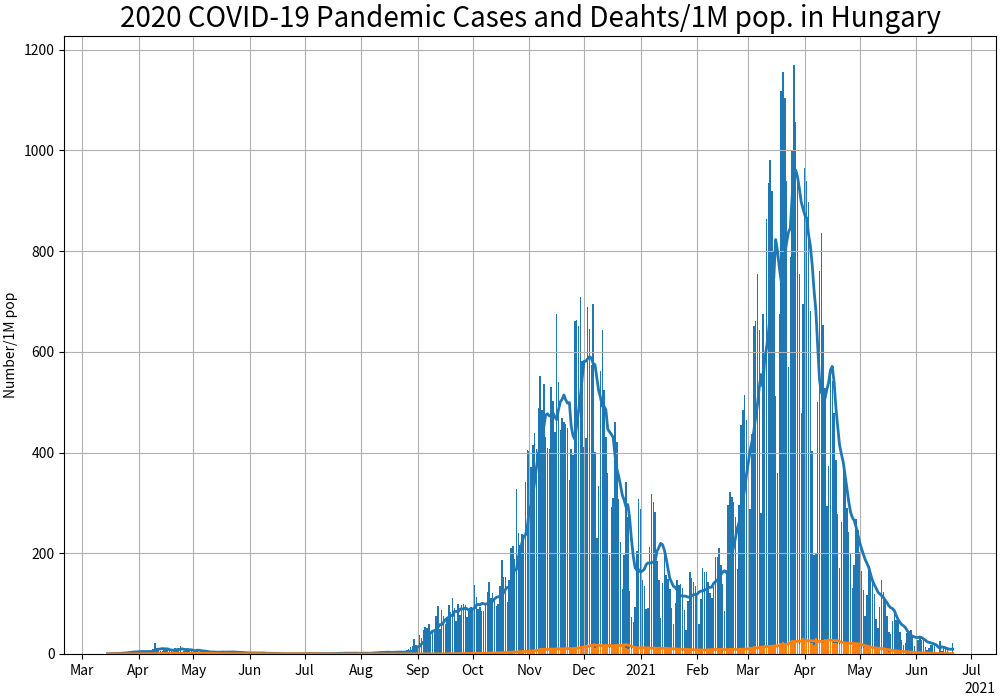 2020 COVID-19 Pandemic Cases and Deahts/1M pop. in Hungary
Number/1M pop
1200
1000
800
600
400
200
0
Mar Apr May Jun Jul Aug Sep Oct Nov Dec 2021 Feb Mar Apr May Jun Jul
2021